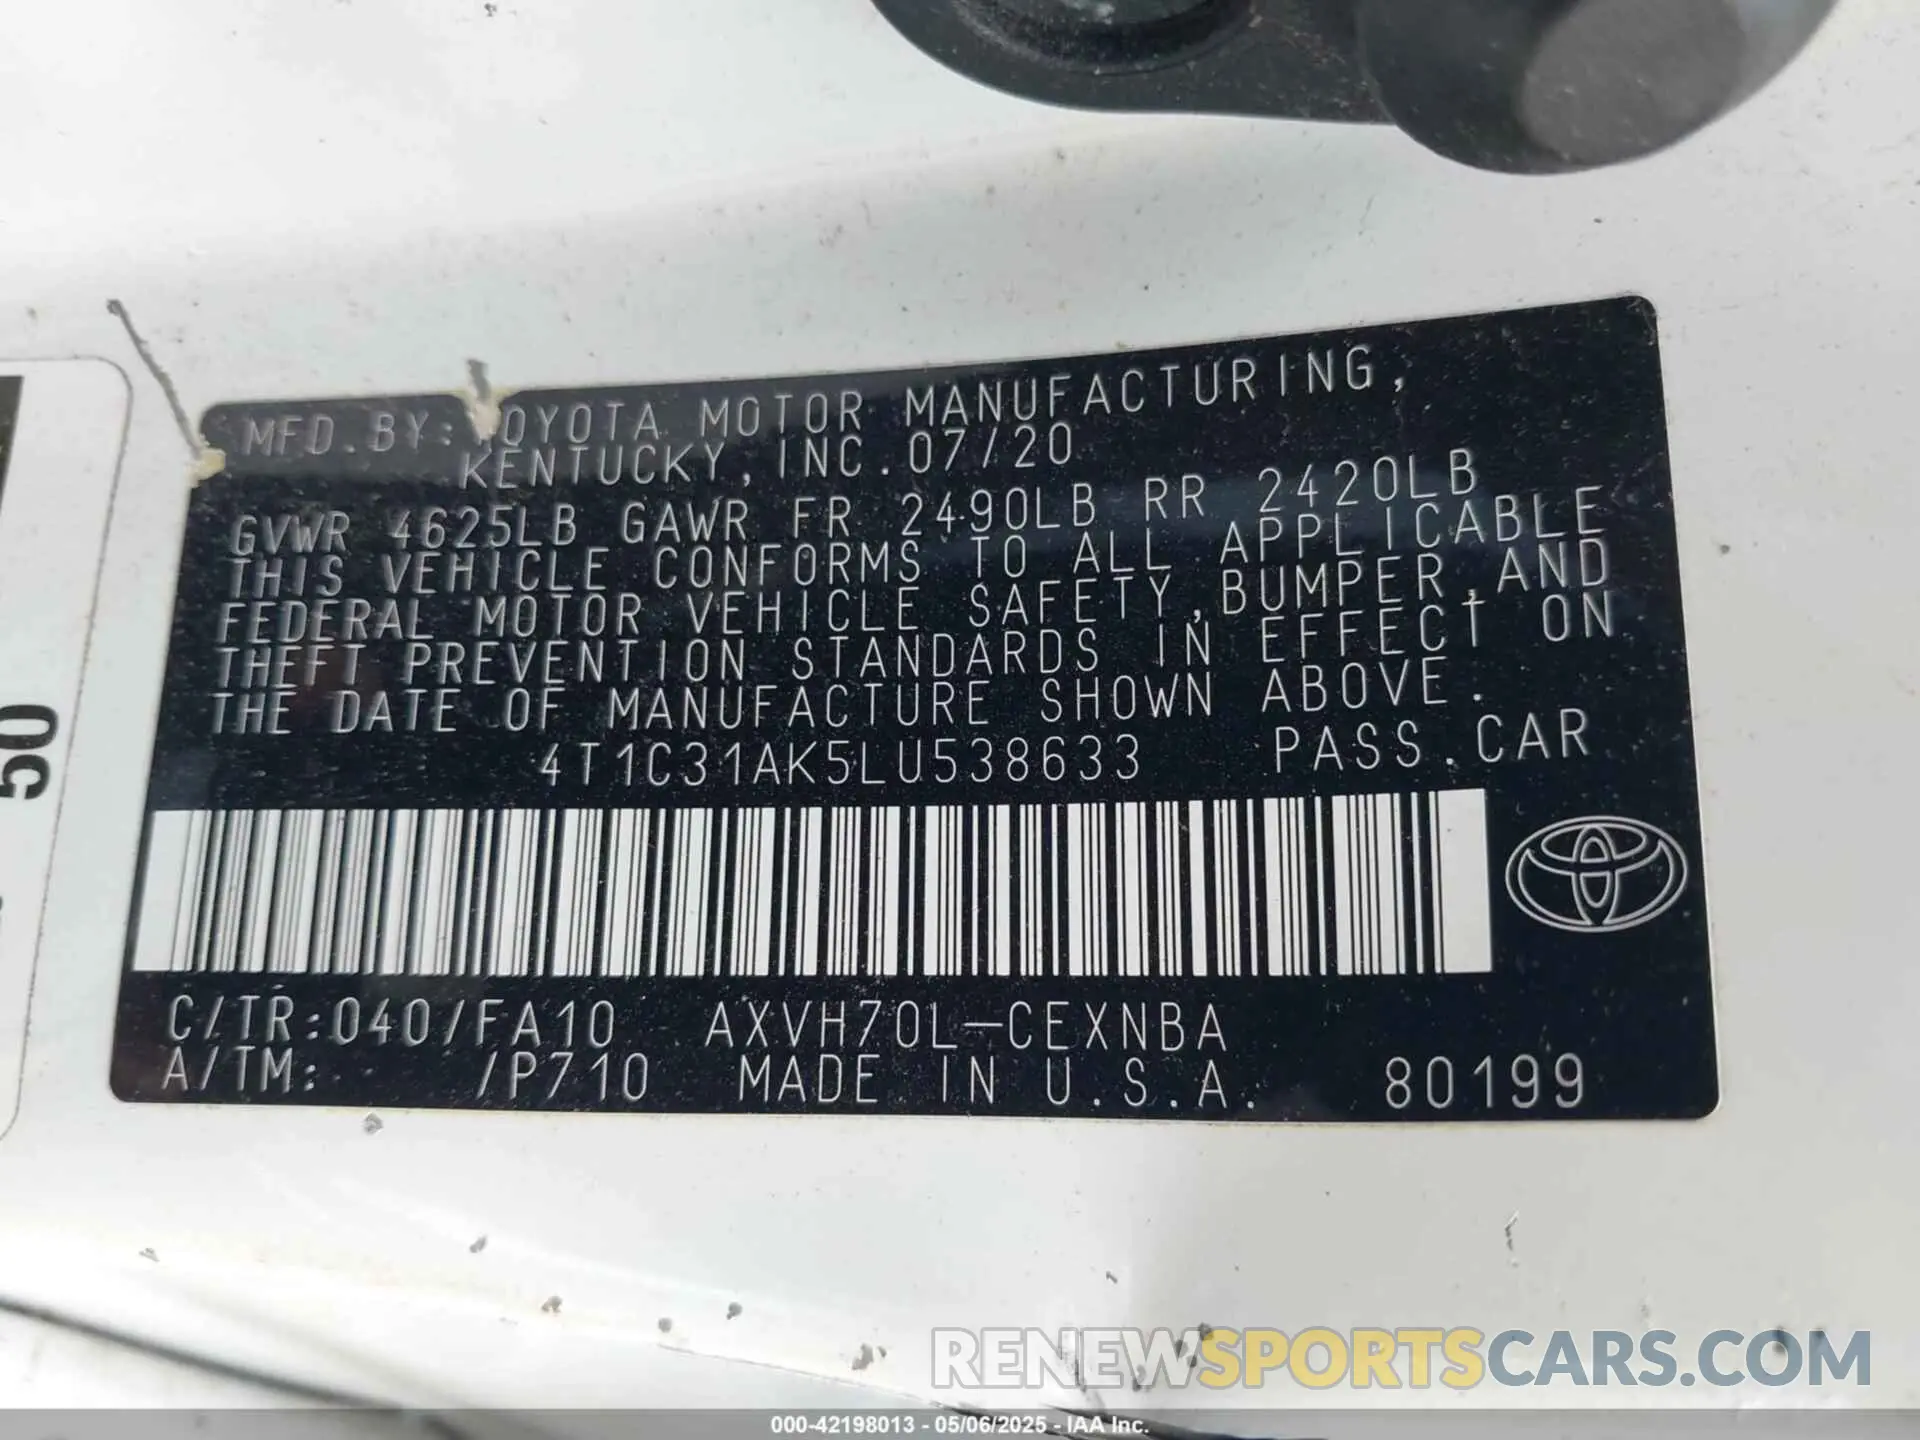 MFD. BY: TOYOTA MOTOR MANUFACTURING,
KENTUCKY, INC. 07/20
GVWR 4625LB GAWR FR 2490LB RR 2420LB
THIS VEHICLE CONFORMS TO ALL APPLICABLE
FEDERAL MOTOR VEHICLE SAFETY, BUMPER, AND
THEFT PREVENTION STANDARDS IN EFFECT ON
THE DATE OF MANUFACTURE SHOWN ABOVE.
4T1C31AK5LU538633 PASS. CAR
C/TR: 040/FA10 AXVH70L-CEXNBA
A/TM: /P710 MADE IN U.S.A. 80199
50
RENEWSPORTSCARS.COM
000-42198013 - 05/06/2025 - IAA Inc.